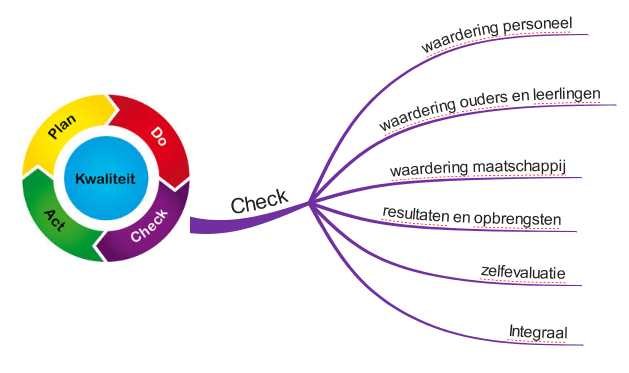 Plan
Do
Kwaliteit
Act
Check
Check
waardering personeel
waardering ouders en leerlingen
waardering maatschappij
resultaten en opbrengsten
zelfevaluatie
Integraal